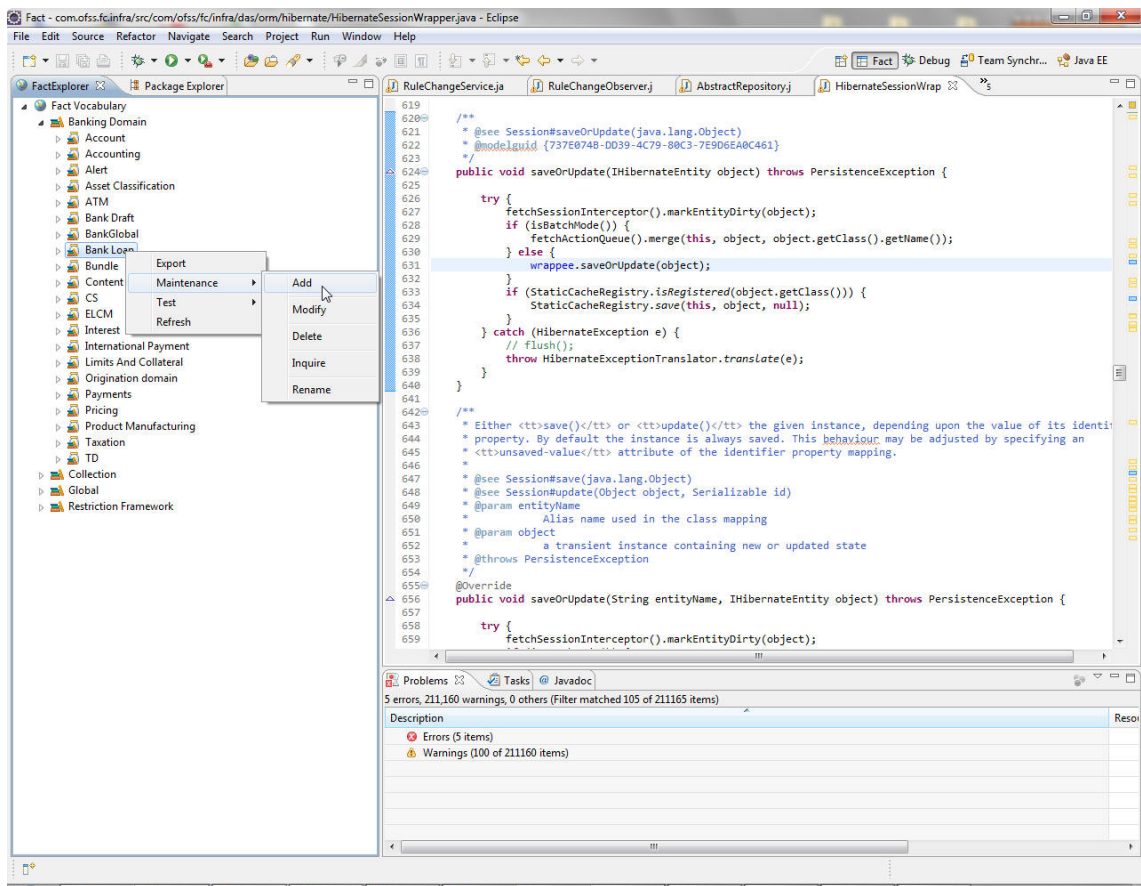 Fact - com.ofss.fc.infra/src/com/ofss/fc/infra/das/orm/hibernate/HibernateSessionWrapper.java - Eclipse
File Edit Source Refactor Navigate Search Project Run Window Help
Fact Debug Team Synchr... Java EE
FactExplorer Package Explorer
Fact Vocabulary
Banking Domain
Account
Accounting
Alert
Asset Classification
ATM
Bank Draft
BankGlobal
Bank Loan
Bundle
Content
CS
ELCM
Interest
International Payment
Limits And Collateral
Origination domain
Payments
Pricing
Product Manufacturing
Taxation
TD
Collection
Global
Restriction Framework
Export
Maintenance
Test
Refresh
Add
Modify
Delete
Inquire
Rename
RuleChangeService.ja RuleChangeObserver.j AbstractRepository.j HibernateSessionWrap 5
619
620 /**
621 * @see Session#saveOrUpdate(java.lang.Object)
622 * @modelguid {737E074B-DD39-4C79-80C3-7E9D6EA0C461}
623 */
624 public void saveOrUpdate(IHibernateEntity object) throws PersistenceException {
625
626 try {
627 fetchSessionInterceptor().markEntityDirty(object);
628 if (isBatchMode()) {
629 fetchActionQueue().merge(this, object, object.getClass().getName());
630 } else {
631 wrappee.saveOrUpdate(object);
632 }
633 if (StaticCacheRegistry.isRegistered(object.getClass())) {
634 StaticCacheRegistry.save(this, object, null);
635 }
636 } catch (HibernateException e) {
637 // flush();
638 throw HibernateExceptionTranslator.translate(e);
639 }
640 }
641
642 /**
643 * Either <tt>save()</tt> or <tt>update()</tt> the given instance, depending upon the value of its identi
644 * property. By default the instance is always saved. This behaviour may be adjusted by specifying an
645 * <tt>unsaved-value</tt> attribute of the identifier property mapping.
646 *
647 * @see Session#save(java.lang.Object)
648 * @see Session#update(Object object, Serializable id)
649 * @param entityName
650 * Alias name used in the class mapping
651 * @param object
652 * a transient instance containing new or updated state
653 * @throws PersistenceException
654 */
655 @Override
656 public void saveOrUpdate(String entityName, IHibernateEntity object) throws PersistenceException {
657
658 try {
659 fetchSessionInterceptor().markEntityDirty(object);
Problems Tasks @ Javadoc
5 errors, 211,160 warnings, 0 others (Filter matched 105 of 211165 items)
Description Reso
Errors (5 items)
Warnings (100 of 211160 items)